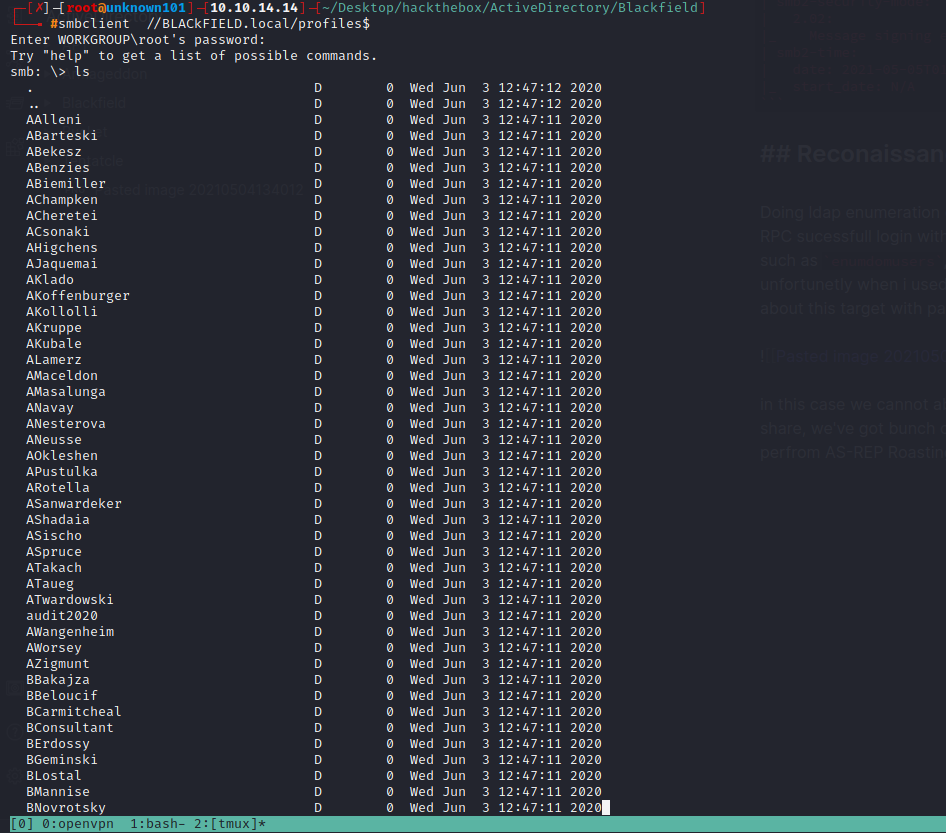 ┌─[✗]─[root@unknown101]─[10.10.14.14]─[~/Desktop/hackthebox/ActiveDirectory/Blackfield]
└──╼ #smbclient  //BLACkFIELD.local/profiles$
Enter WORKGROUP\root's password:
Try "help" to get a list of possible commands.
smb: \> ls
. D 0 Wed Jun 3 12:47:12 2020
.. D 0 Wed Jun 3 12:47:12 2020
AAlleni D 0 Wed Jun 3 12:47:11 2020
ABarteski D 0 Wed Jun 3 12:47:11 2020
ABekesz D 0 Wed Jun 3 12:47:11 2020
ABenzies D 0 Wed Jun 3 12:47:11 2020
ABiemiller D 0 Wed Jun 3 12:47:11 2020
AChampken D 0 Wed Jun 3 12:47:11 2020
ACheretei D 0 Wed Jun 3 12:47:11 2020
ACsonaki D 0 Wed Jun 3 12:47:11 2020
AHigchens D 0 Wed Jun 3 12:47:11 2020
AJaquemai D 0 Wed Jun 3 12:47:11 2020
AKlado D 0 Wed Jun 3 12:47:11 2020
AKoffenburger D 0 Wed Jun 3 12:47:11 2020
AKollolli D 0 Wed Jun 3 12:47:11 2020
AKruppe D 0 Wed Jun 3 12:47:11 2020
AKubale D 0 Wed Jun 3 12:47:11 2020
ALamerz D 0 Wed Jun 3 12:47:11 2020
AMaceldon D 0 Wed Jun 3 12:47:11 2020
AMasalunga D 0 Wed Jun 3 12:47:11 2020
ANavay D 0 Wed Jun 3 12:47:11 2020
ANesterova D 0 Wed Jun 3 12:47:11 2020
ANeusse D 0 Wed Jun 3 12:47:11 2020
AOkleshen D 0 Wed Jun 3 12:47:11 2020
APustulka D 0 Wed Jun 3 12:47:11 2020
ARotella D 0 Wed Jun 3 12:47:11 2020
ASanwardeker D 0 Wed Jun 3 12:47:11 2020
AShadaia D 0 Wed Jun 3 12:47:11 2020
ASischo D 0 Wed Jun 3 12:47:11 2020
ASpruce D 0 Wed Jun 3 12:47:11 2020
ATakach D 0 Wed Jun 3 12:47:11 2020
ATaueg D 0 Wed Jun 3 12:47:11 2020
ATwardowski D 0 Wed Jun 3 12:47:11 2020
audit2020 D 0 Wed Jun 3 12:47:11 2020
AWangenheim D 0 Wed Jun 3 12:47:11 2020
AWorsey D 0 Wed Jun 3 12:47:11 2020
AZigmunt D 0 Wed Jun 3 12:47:11 2020
BBakajza D 0 Wed Jun 3 12:47:11 2020
BBeloucif D 0 Wed Jun 3 12:47:11 2020
BCarmitcheal D 0 Wed Jun 3 12:47:11 2020
BConsultant D 0 Wed Jun 3 12:47:11 2020
BErdossy D 0 Wed Jun 3 12:47:11 2020
BGeminski D 0 Wed Jun 3 12:47:11 2020
BLostal D 0 Wed Jun 3 12:47:11 2020
BMannise D 0 Wed Jun 3 12:47:11 2020
BNovrotsky D 0 Wed Jun 3 12:47:11 2020
[0] 0:openvpn  1:bash- 2:[tmux]*
Blackfield
## Reconaissan
Doing ldap enumeration
RPC sucessfull login with
such as
unfortunetly when I used
about this target with pa
in this case we cannot
share, we've got bunch
perfrom AS-REP Roasting